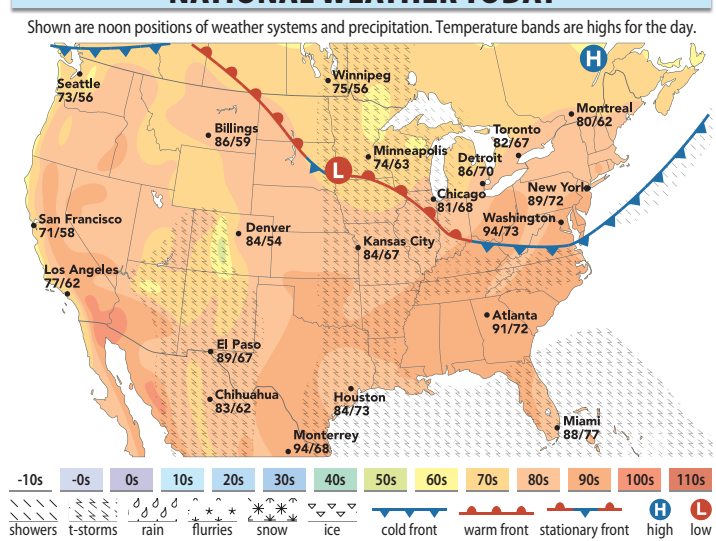 NATIONAL WEATHER TODAY
Shown are noon positions of weather systems and precipitation. Temperature bands are highs for the day.
H
Seattle
73/56
Winnipeg
75/56
Billings
86/59
Montreal
80/62
Toronto
82/67
Minneapolis
74/63
Detroit
86/70
L
Chicago
81/68
New York
89/72
San Francisco
71/58
Denver
84/54
Kansas City
84/67
Washington
94/73
Los Angeles
77/62
Atlanta
91/72
El Paso
89/67
Chihuahua
83/62
Houston
84/73
Miami
88/77
Monterrey
94/68
-10s -0s 0s 10s 20s 30s 40s 50s 60s 70s 80s 90s 100s 110s
H L
showers t-storms rain flurries snow ice cold front warm front stationary front high low